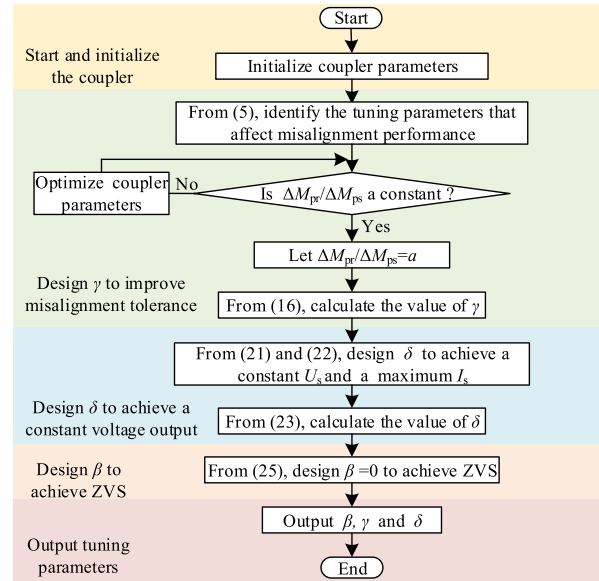 Start
Start and initialize
the coupler
Initialize coupler parameters
From (5), identify the tuning parameters that
affect misalignment performance
Optimize coupler
parameters
No
Is ΔMpr/ΔMps a constant ?
Yes
Let ΔMpr/ΔMps=a
Design γ to improve
misalignment tolerance
From (16), calculate the value of γ
From (21) and (22), design δ to achieve a
constant Us and a maximum Is
Design δ to achieve a
constant voltage output
From (23), calculate the value of δ
Design β to
achieve ZVS
From (25), design β =0 to achieve ZVS
Output β, γ and δ
Output tuning
parameters
End